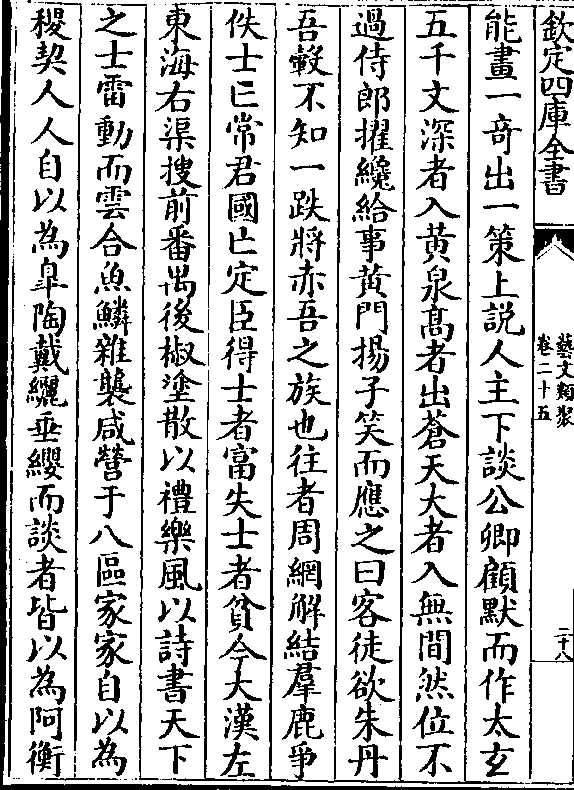 欽定四庫全書
藝文類聚
卷二十五
二十八
能畫一竒出一策上說人主下談公卿顧默而作太玄
五千文深者入黄泉髙者出蒼天大者入無間然位不
過侍郎擢纔給事黄門揚子笑而應之曰客徒欲朱丹
吾轂不知一跌將赤吾之族也往者周網解結羣鹿爭
佚士亡常君國亡定臣得士者富失士者貧今大漢左
東海右渠搜前番禺後椒塗散以禮樂風以詩書天下
之士雷動而雲合魚鱗雜襲咸營于八區家家自以為
稷契人人自以為臯陶戴纚垂纓而談者皆以為阿衡